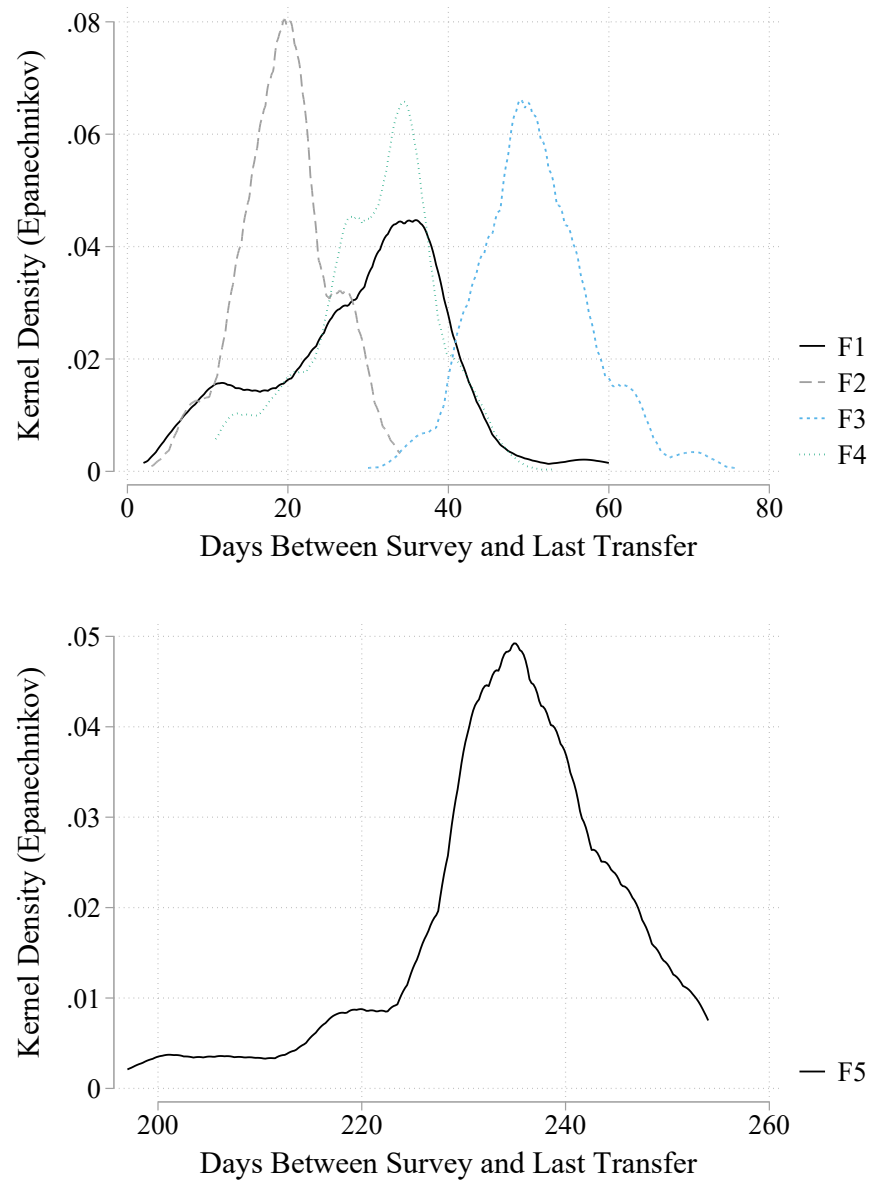 .08
.06
.04
.02
0
Kernel Density (Epanechnikov)
0 20 40 60 80
Days Between Survey and Last Transfer
F1
F2
F3
F4
.05
.04
.03
.02
.01
0
Kernel Density (Epanechnikov)
200 220 240 260
Days Between Survey and Last Transfer
F5